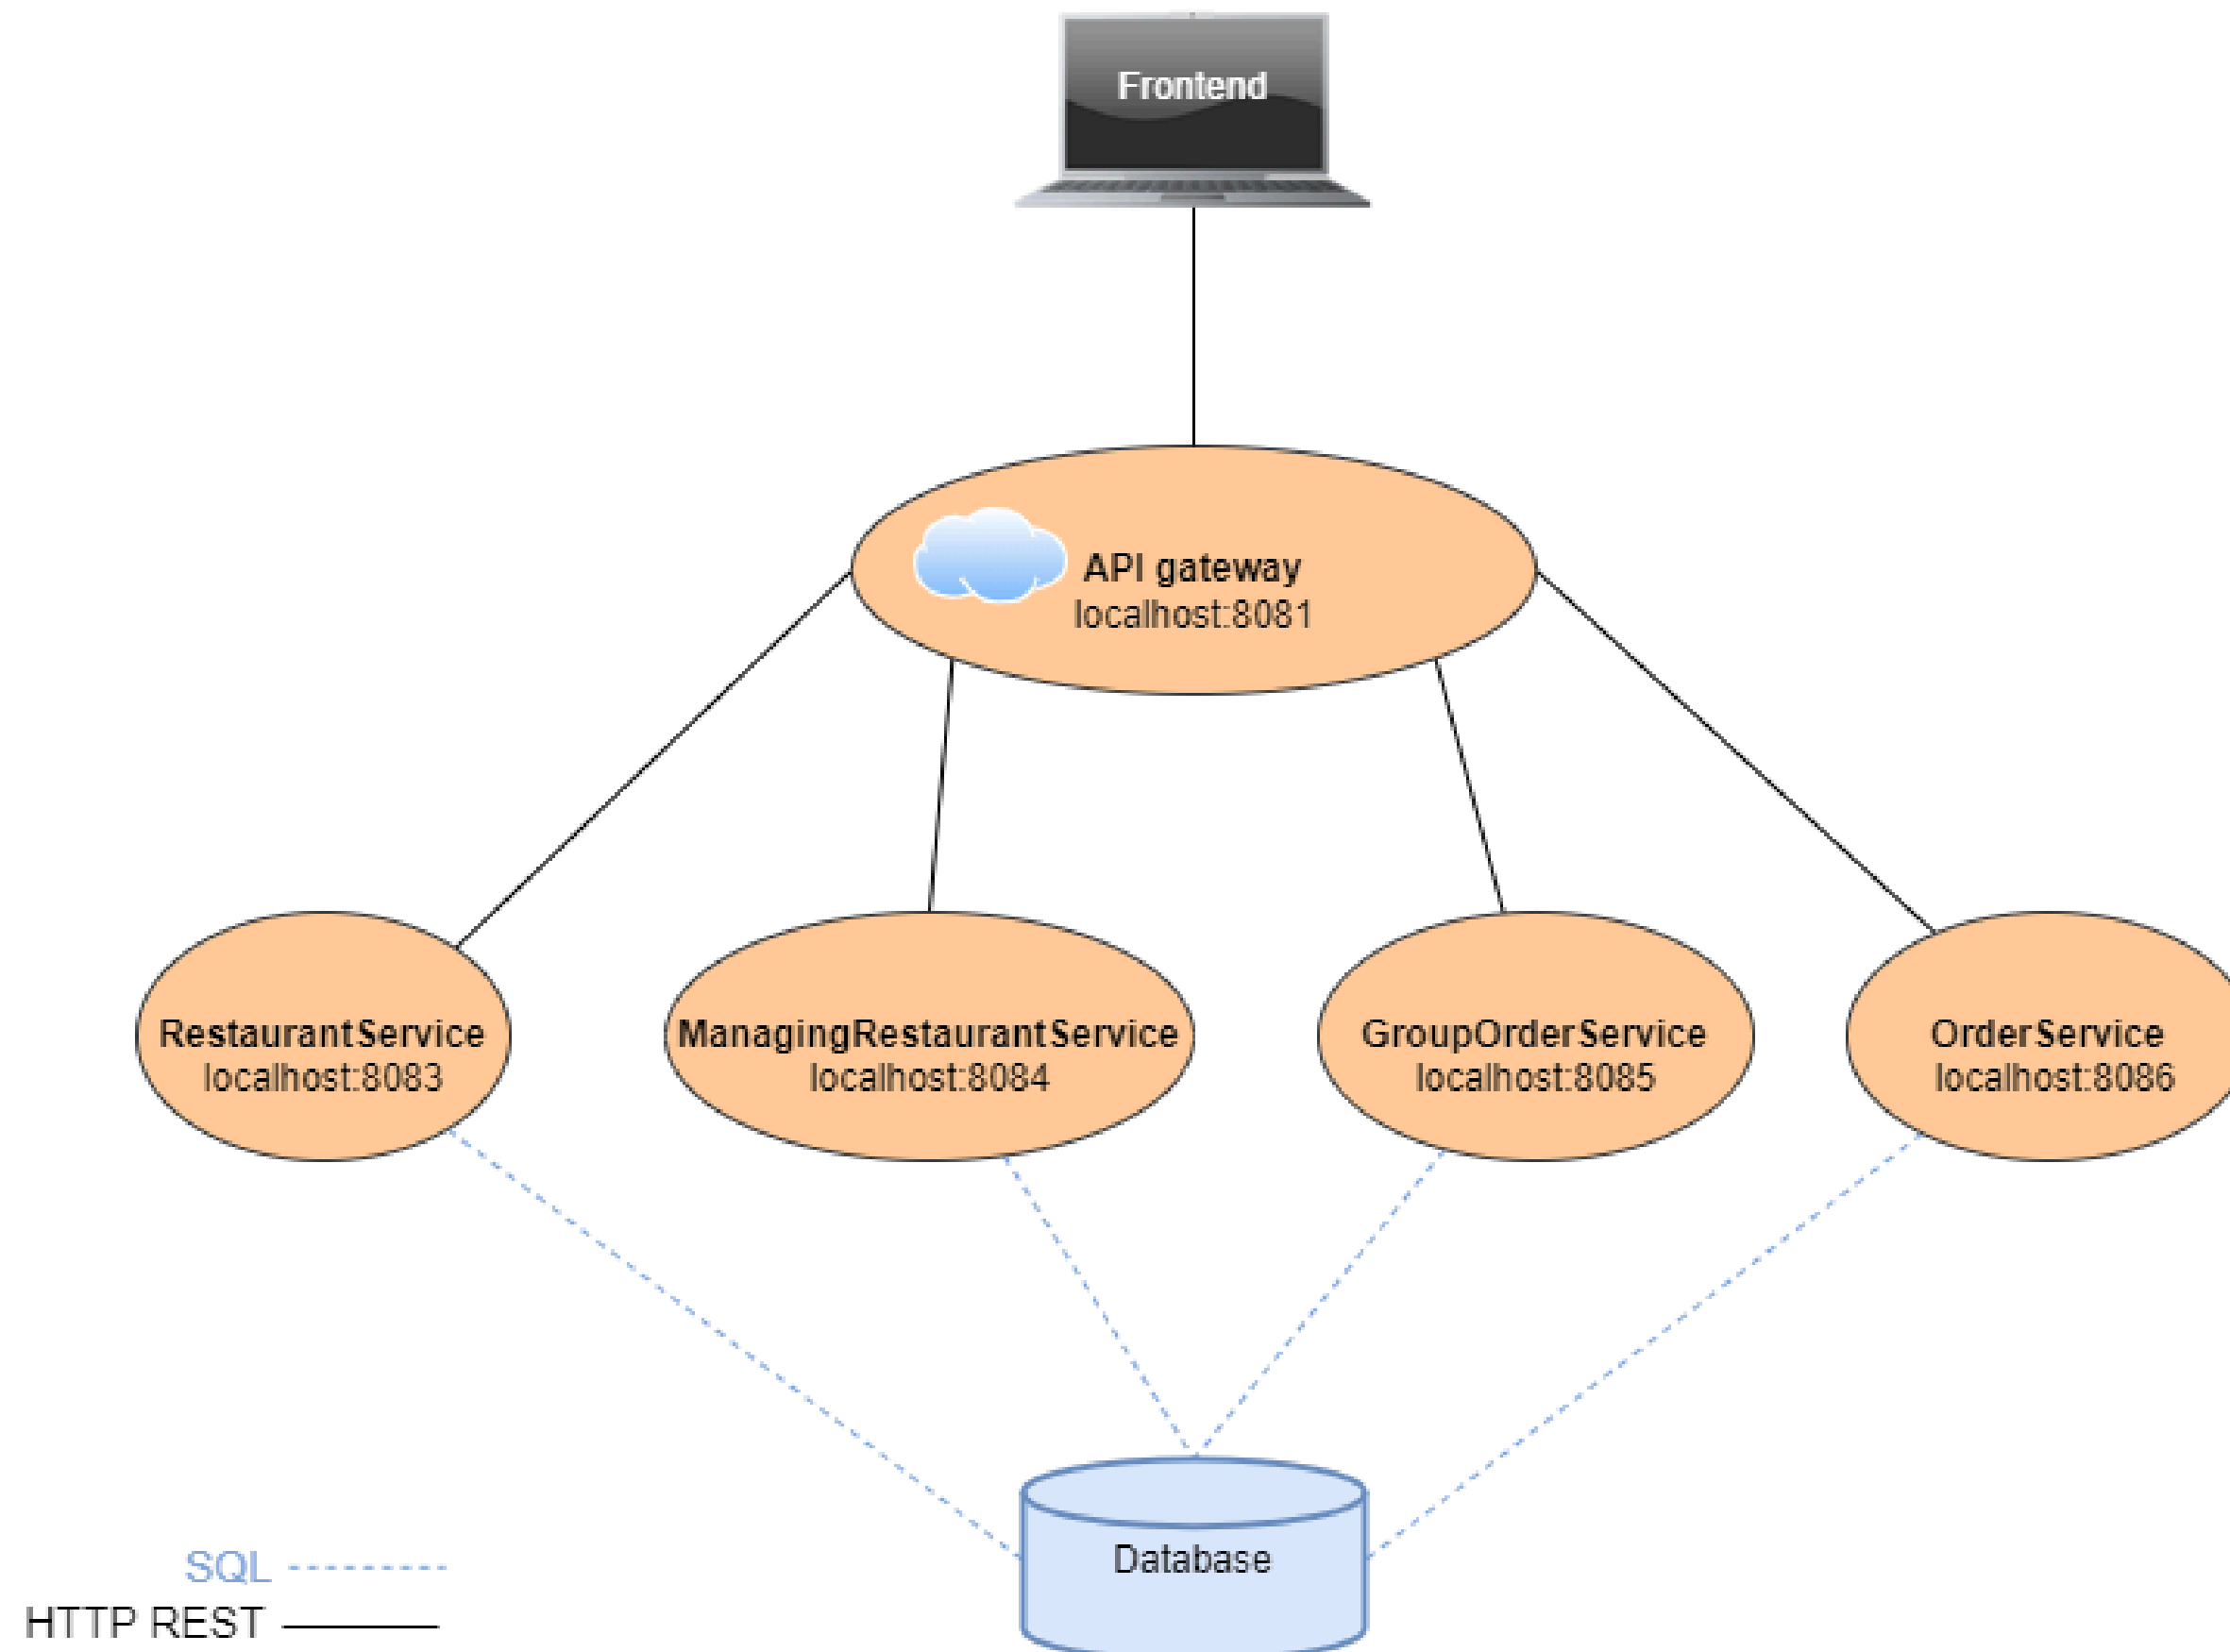 Frontend
API gateway
localhost:8081
RestaurantService
localhost:8083
ManagingRestaurantService
localhost:8084
GroupOrderService
localhost:8085
OrderService
localhost:8086
Database
SQL
HTTP REST